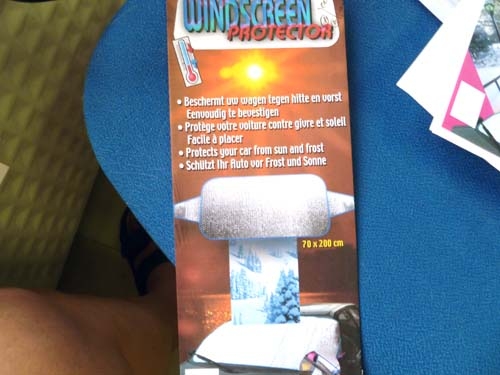 WINDSCREEN
PROTECTOR
• Beschermt uw wagen tegen hitte en vorst
Eenvoudig te bevestigen
• Protège votre voiture contre givre et soleil
Facile à placer
• Protects your car from sun and frost
• Schützt Ihr Auto vor Frost und Sonne
70 x 200 cm